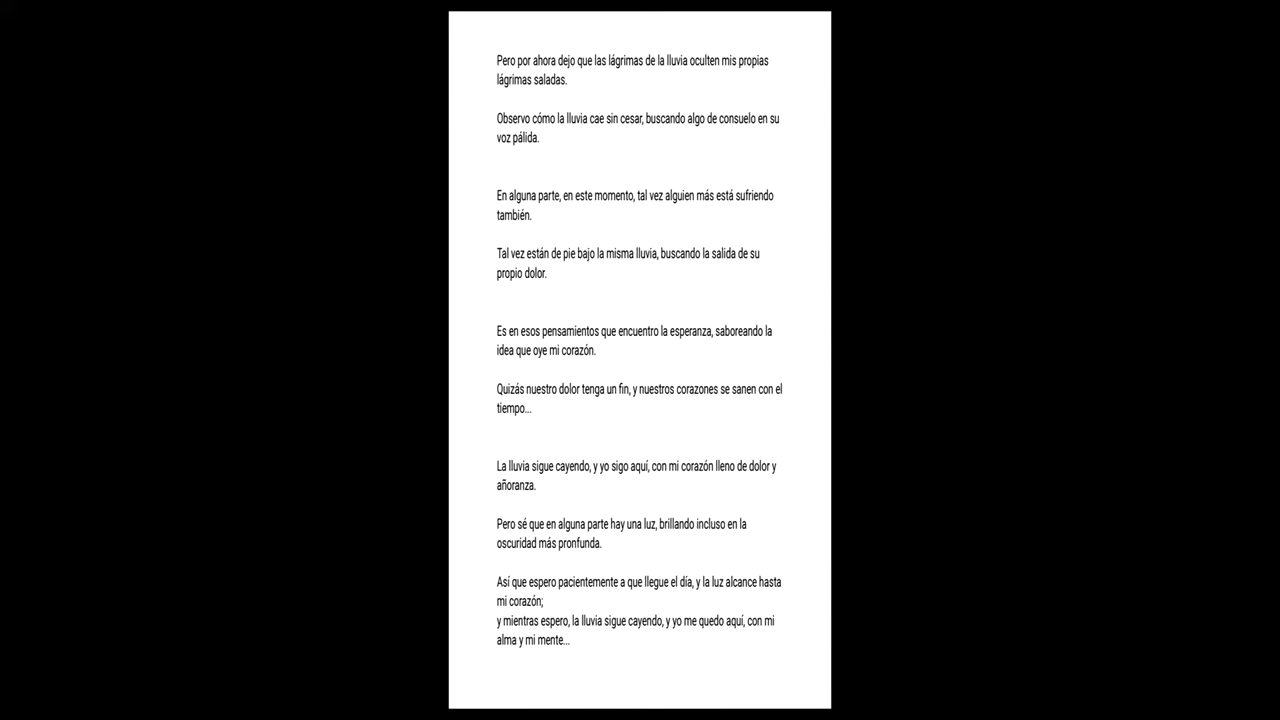 Pero por ahora dejo que las lágrimas de la lluvia oculten mis propias
lágrimas saladas.
Observo cómo la lluvia cae sin cesar, buscando algo de consuelo en su
voz pálida.
En alguna parte, en este momento, tal vez alguien más está sufriendo
también.
Tal vez están de pie bajo la misma lluvia, buscando la salida de su
propio dolor.
Es en esos pensamientos que encuentro la esperanza, saboreando la
idea que oye mi corazón.
Quizás nuestro dolor tenga un fin, y nuestros corazones se sanen con el
tiempo...
La lluvia sigue cayendo, y yo sigo aquí, con mi corazón lleno de dolor y
añoranza.
Pero sé que en alguna parte hay una luz, brillando incluso en la
oscuridad más pronfunda.
Así que espero pacientemente a que llegue el día, y la luz alcance hasta
mi corazón;
y mientras espero, la lluvia sigue cayendo, y yo me quedo aquí, con mi
alma y mi mente...